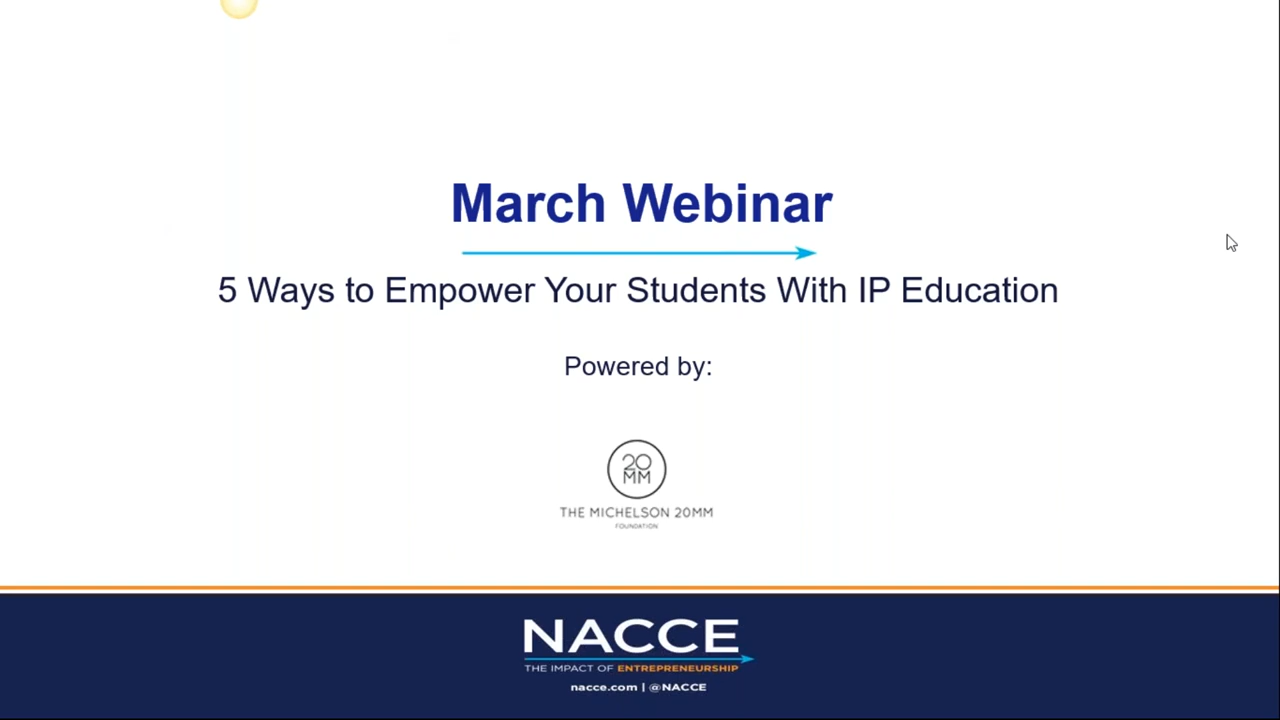 March Webinar
5 Ways to Empower Your Students With IP Education
Powered by:
20
MM
THE MICHELSON 20MM
FOUNDATION
NACCE
THE IMPACT OF ENTREPRENEURSHIP
nacce.com | @NACCE